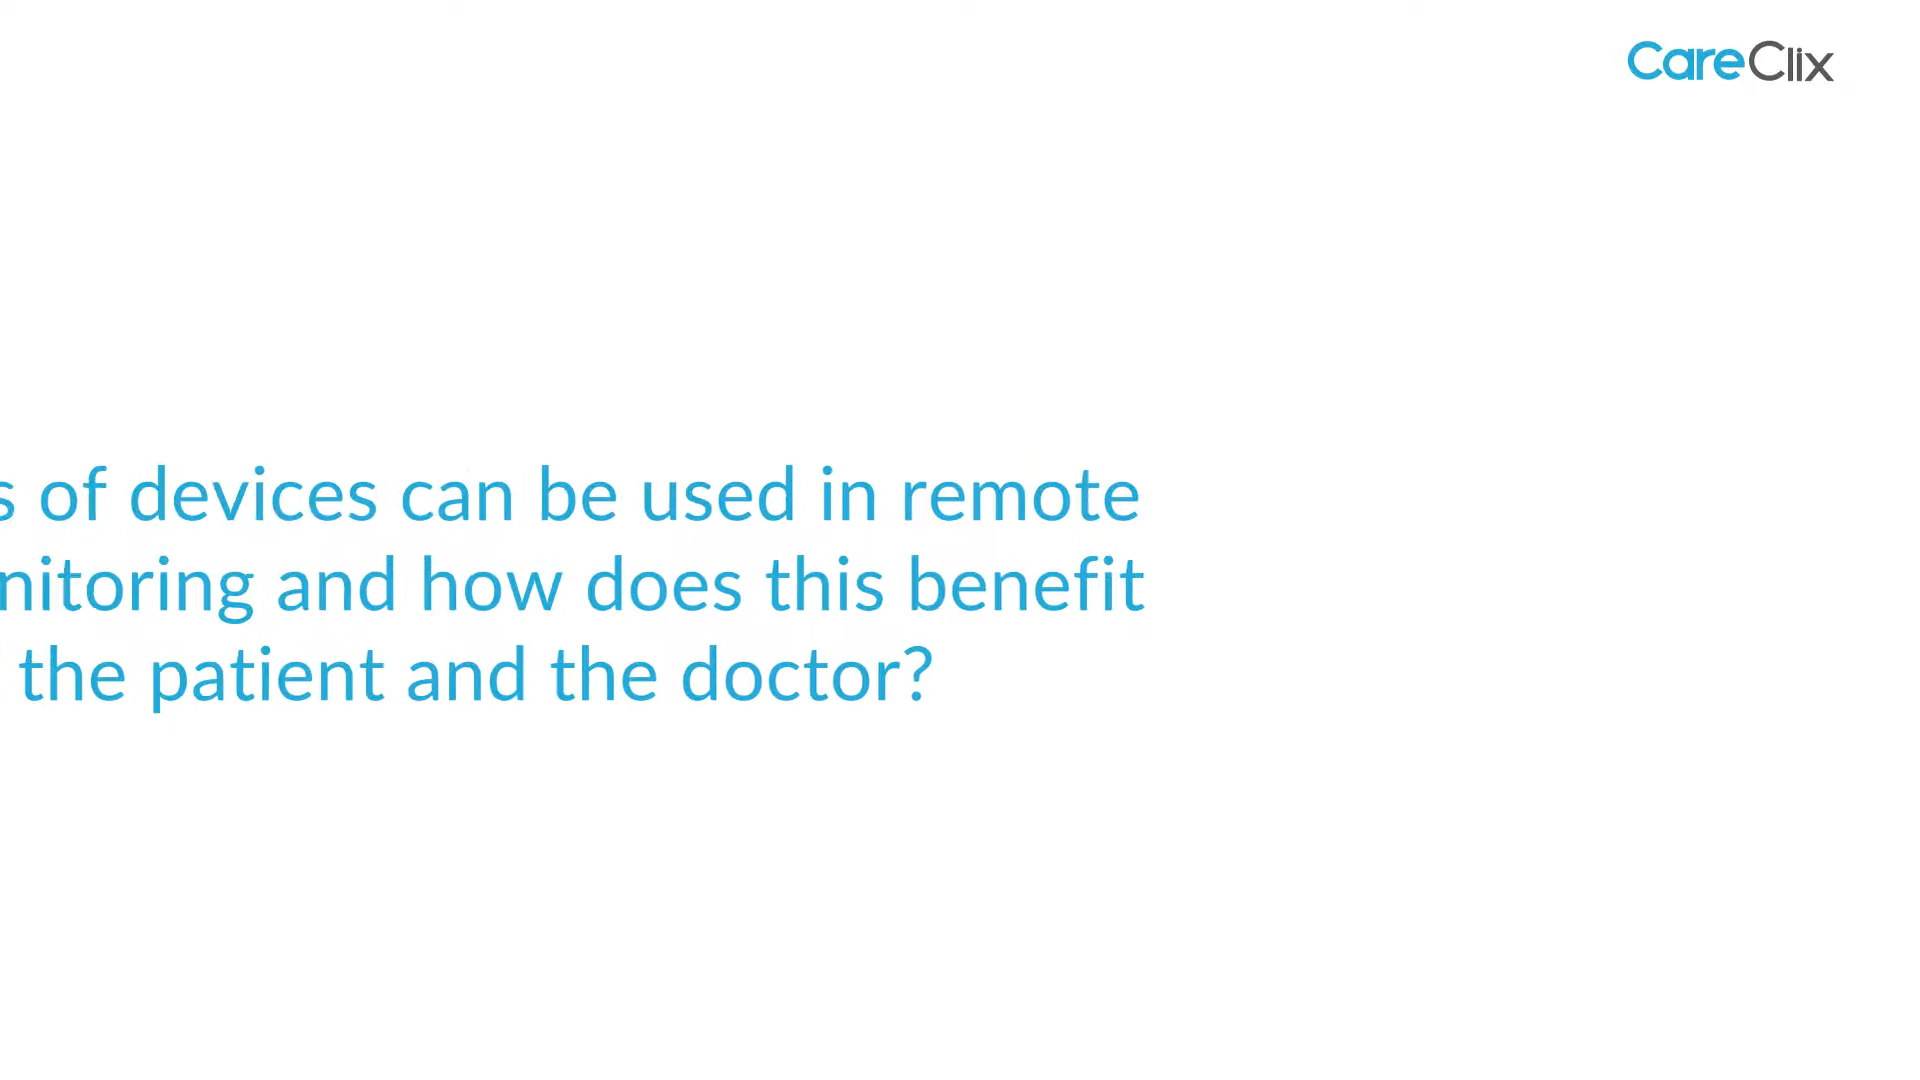 CareClix
s of devices can be used in remote
nitoring and how does this benefit
the patient and the doctor?